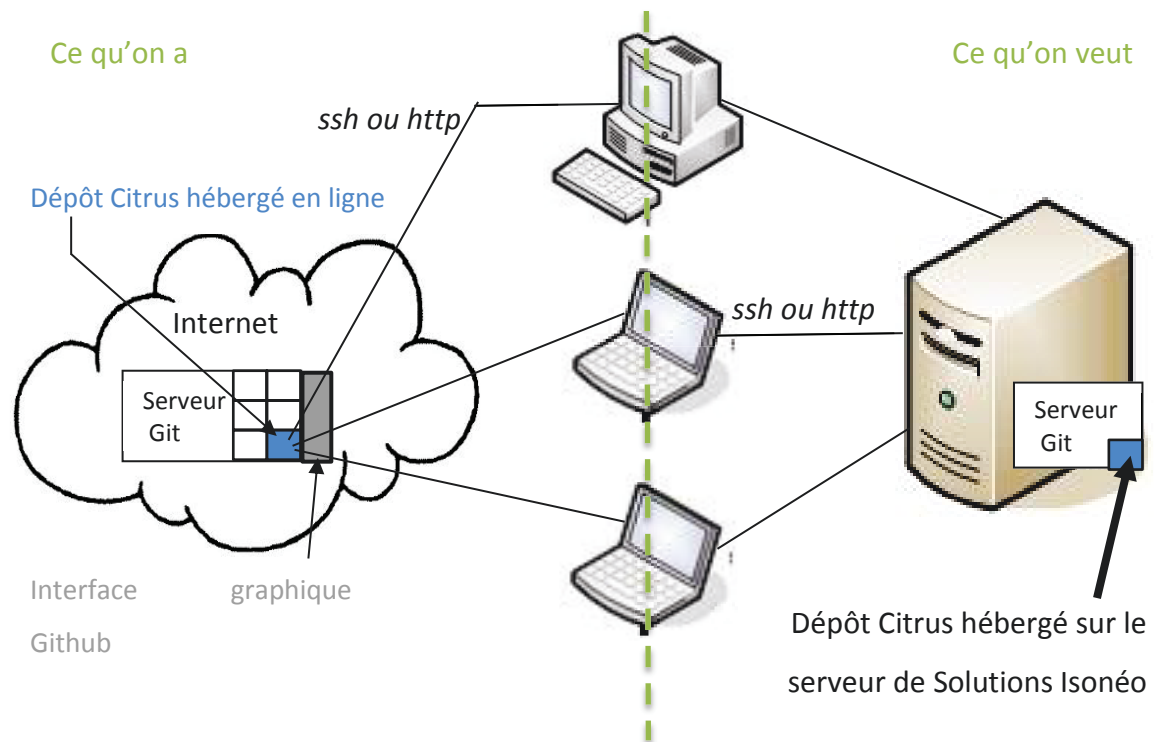 Ce qu’on a
Ce qu’on veut
ssh ou http
Dépôt Citrus hébergé en ligne
Internet
Serveur
Git
ssh ou http
Serveur
Git
Interface graphique
Github
Dépôt Citrus hébergé sur le
serveur de Solutions Isonéo